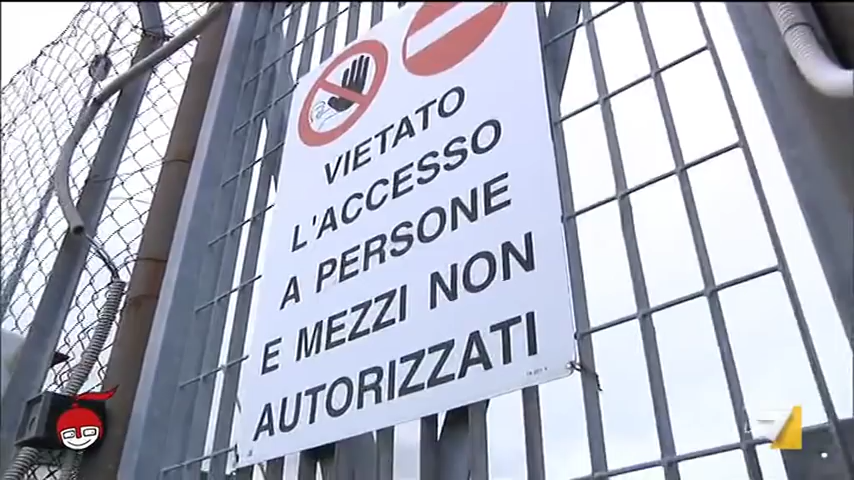 VIETATO
L'ACCESSO
A PERSONE
E MEZZI NON
AUTORIZZATI